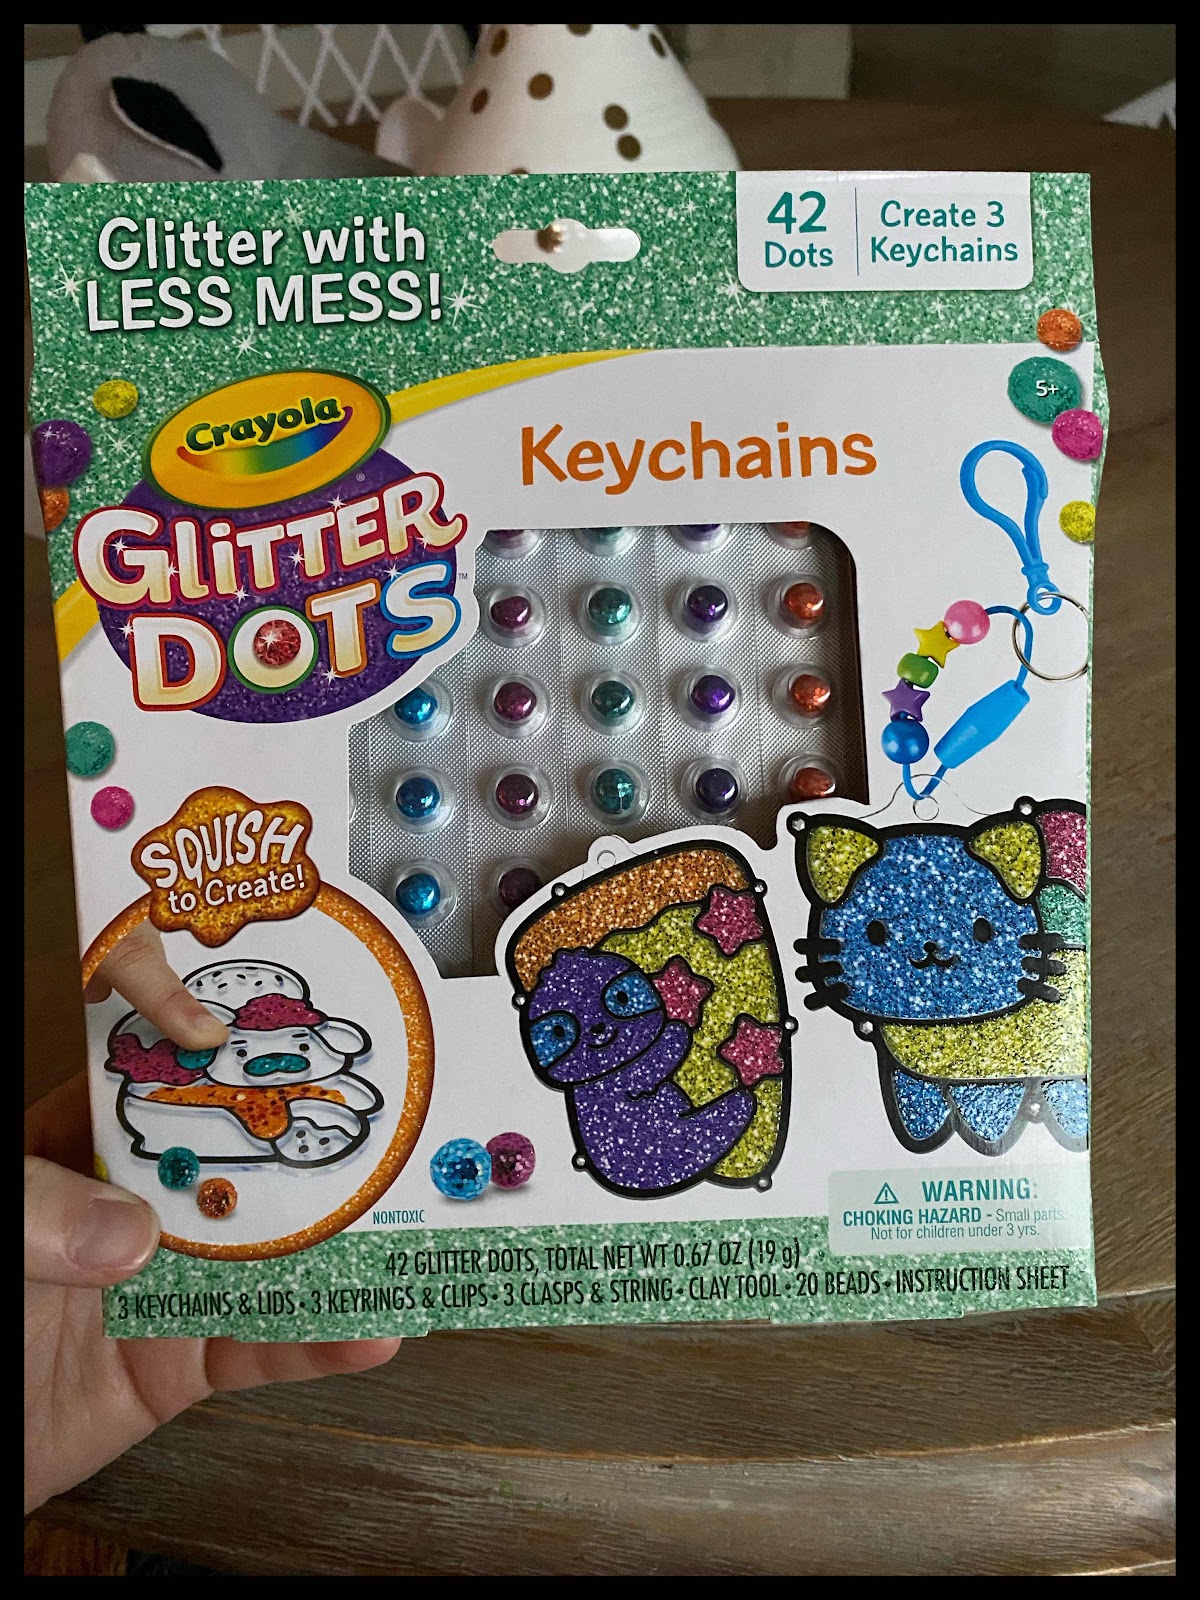 Glitter with
LESS MESS!
42
Dots
Create 3
Keychains
5+
Crayola
®
GLiTTER
DOTS™
Keychains
SQUISH
to Create!
NONTOXIC
WARNING:
CHOKING HAZARD - Small parts.
Not for children under 3 yrs.
42 GLITTER DOTS, TOTAL NET WT 0.67 OZ (19 g)
3 KEYCHAINS & LIDS • 3 KEYRINGS & CLIPS • 3 CLASPS & STRING • CLAY TOOL • 20 BEADS • INSTRUCTION SHEET